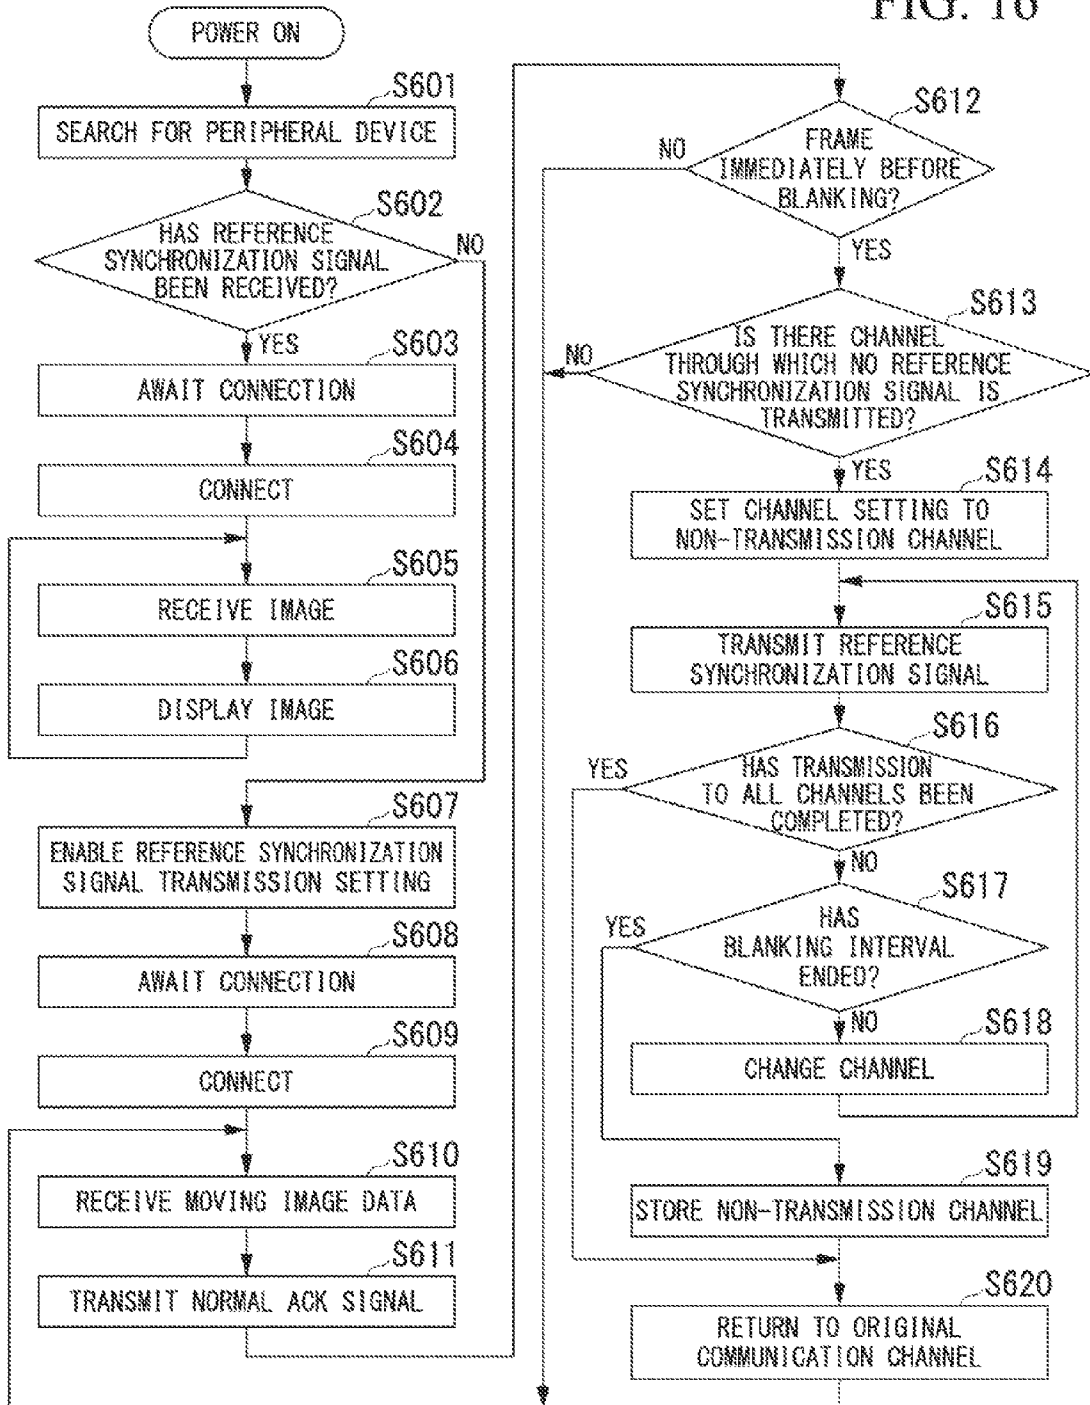 FIG. 16
POWER ON
S601
SEARCH FOR PERIPHERAL DEVICE
S602
HAS REFERENCE
SYNCHRONIZATION SIGNAL
BEEN RECEIVED?
NO
YES
S603
AWAIT CONNECTION
S604
CONNECT
S605
RECEIVE IMAGE
S606
DISPLAY IMAGE
S607
ENABLE REFERENCE SYNCHRONIZATION
SIGNAL TRANSMISSION SETTING
S608
AWAIT CONNECTION
S609
CONNECT
S610
RECEIVE MOVING IMAGE DATA
S611
TRANSMIT NORMAL ACK SIGNAL
S612
FRAME
IMMEDIATELY BEFORE
BLANKING?
NO
YES
S613
IS THERE CHANNEL
THROUGH WHICH NO REFERENCE
SYNCHRONIZATION SIGNAL IS
TRANSMITTED?
NO
YES
S614
SET CHANNEL SETTING TO
NON-TRANSMISSION CHANNEL
S615
TRANSMIT REFERENCE
SYNCHRONIZATION SIGNAL
S616
HAS TRANSMISSION
TO ALL CHANNELS BEEN
COMPLETED?
YES
NO
S617
HAS
BLANKING INTERVAL
ENDED?
YES
NO
S618
CHANGE CHANNEL
S619
STORE NON-TRANSMISSION CHANNEL
S620
RETURN TO ORIGINAL
COMMUNICATION CHANNEL